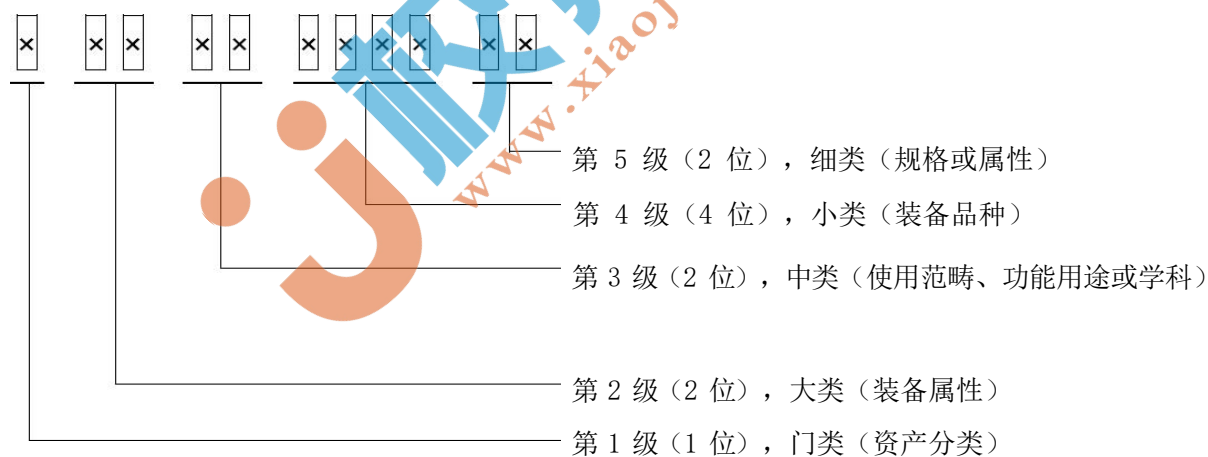 × ×× ×× ×××× ××
第 5 级（2 位），细类（规格或属性）
第 4 级（4 位），小类（装备品种）
第 3 级（2 位），中类（使用范畴、功能用途或学科）
第 2 级（2 位），大类（装备属性）
第 1 级（1 位），门类（资产分类）
www.xiaoj